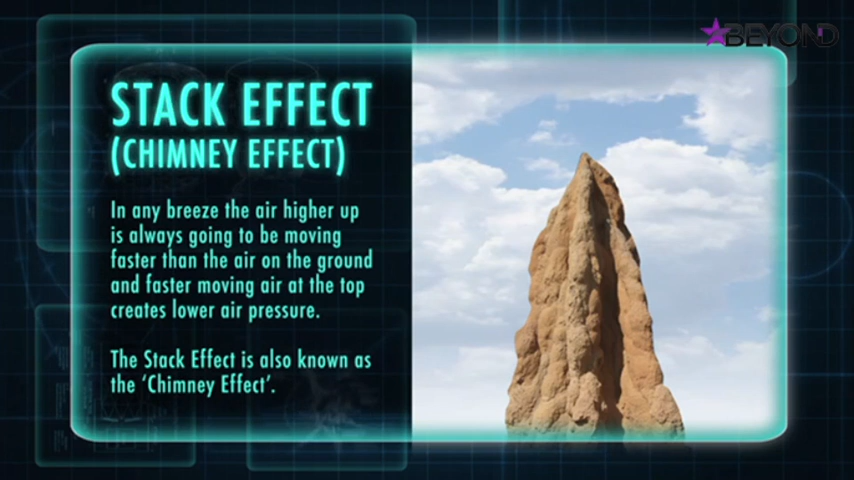 BEYOND
STACK EFFECT
(CHIMNEY EFFECT)
In any breeze the air higher up
is always going to be moving
faster than the air on the ground
and faster moving air at the top
creates lower air pressure.
The Stack Effect is also known as
the ‘Chimney Effect’.